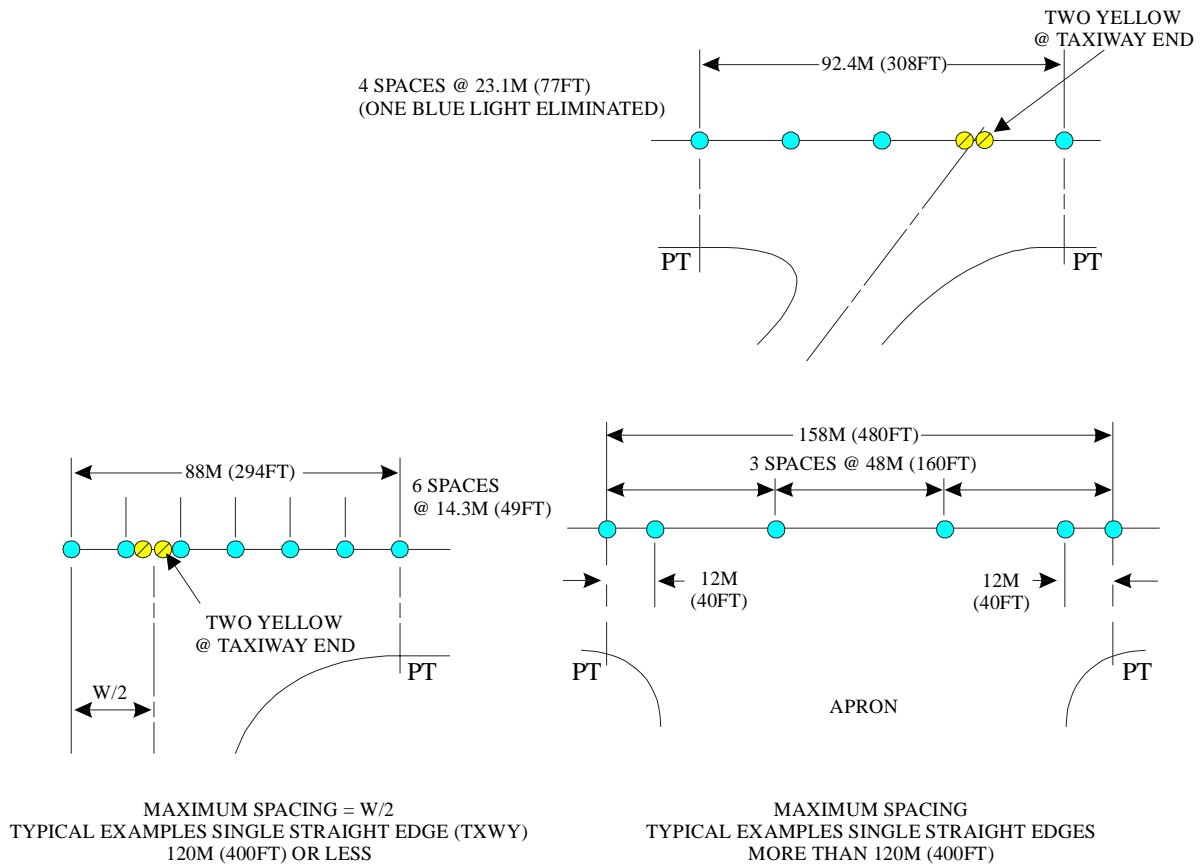 TWO YELLOW
@ TAXIWAY END
92.4M (308FT)
4 SPACES @ 23.1M (77FT)
(ONE BLUE LIGHT ELIMINATED)
PT
PT
88M (294FT)
6 SPACES
@ 14.3M (49FT)
TWO YELLOW
@ TAXIWAY END
PT
W/2
158M (480FT)
3 SPACES @ 48M (160FT)
12M
(40FT)
12M
(40FT)
PT
PT
APRON
MAXIMUM SPACING = W/2
TYPICAL EXAMPLES SINGLE STRAIGHT EDGE (TXWY)
120M (400FT) OR LESS
MAXIMUM SPACING
TYPICAL EXAMPLES SINGLE STRAIGHT EDGES
MORE THAN 120M (400FT)